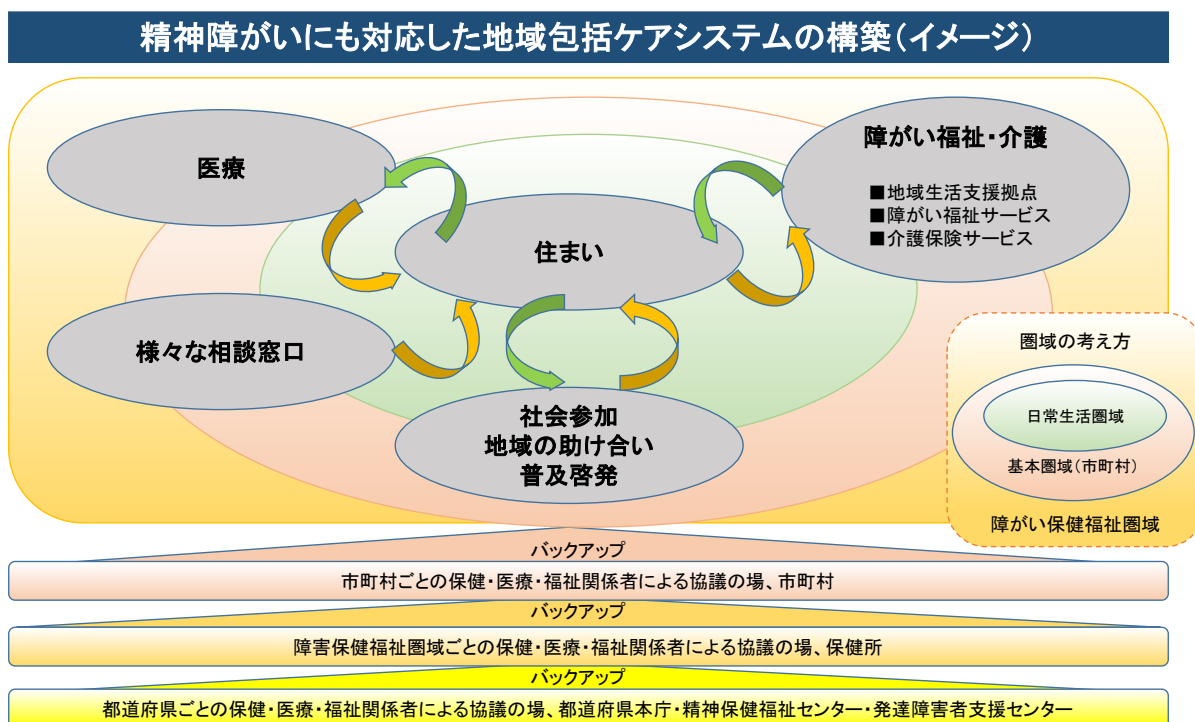 精神障がいにも対応した地域包括ケアシステムの構築(イメージ)
医療
障がい福祉・介護
■地域生活支援拠点
■障がい福祉サービス
■介護保険サービス
住まい
様々な相談窓口
社会参加
地域の助け合い
普及啓発
圏域の考え方
日常生活圏域
基本圏域(市町村)
障がい保健福祉圏域
バックアップ
市町村ごとの保健・医療・福祉関係者による協議の場、市町村
バックアップ
障害保健福祉圏域ごとの保健・医療・福祉関係者による協議の場、保健所
バックアップ
都道府県ごとの保健・医療・福祉関係者による協議の場、都道府県本庁・精神保健福祉センター・発達障害者支援センター